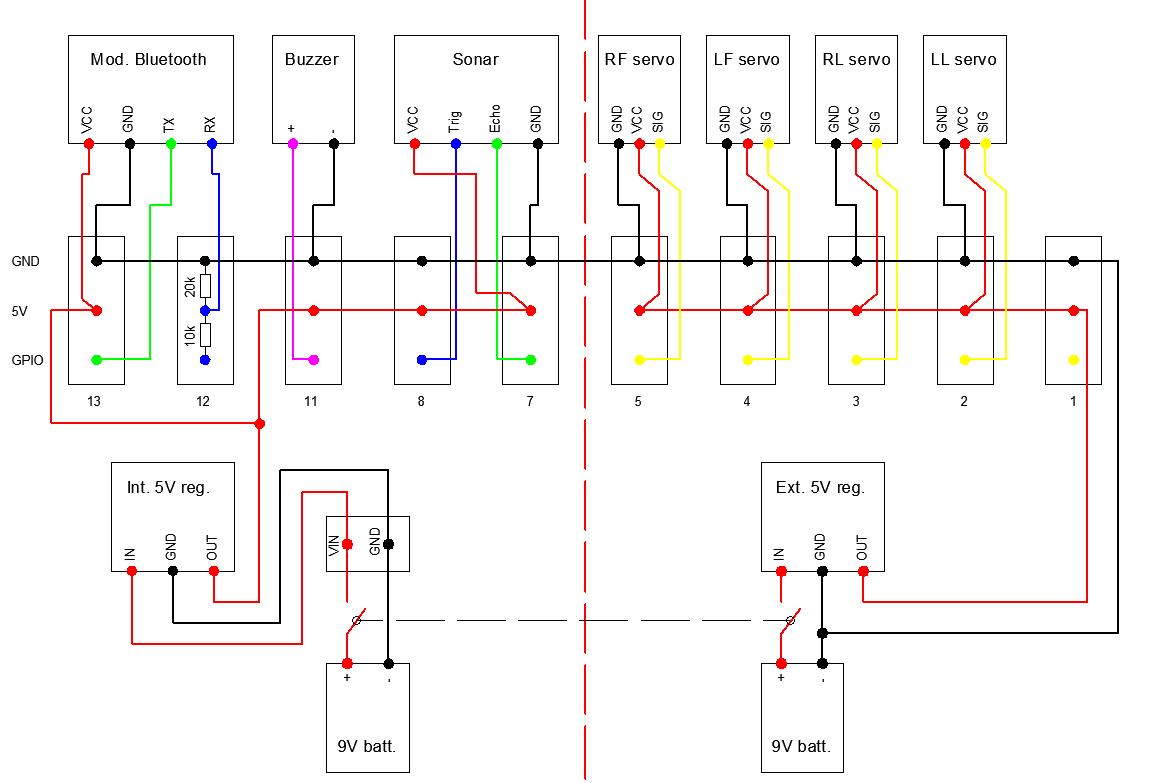 Mod. Bluetooth
Buzzer
Sonar
RF servo
LF servo
RL servo
LL servo
VCC
GND
TX
RX
+
-
VCC
Trig
Echo
GND
GND
VCC
SIG
GND
VCC
SIG
GND
VCC
SIG
GND
VCC
SIG
GND
20k
5V
10k
GPIO
13
12
11
8
7
5
4
3
2
1
Int. 5V reg.
Ext. 5V reg.
IN
GND
OUT
VIN
GND
IN
GND
OUT
+
-
+
-
9V batt.
9V batt.